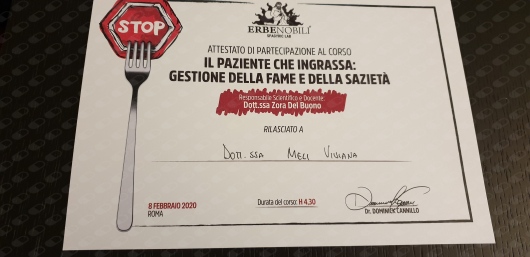 STOP
ERBENOBILI
SPAGYRIC LAB
ATTESTATO DI PARTECIPAZIONE AL CORSO
IL PAZIENTE CHE INGRASSA:
GESTIONE DELLA FAME E DELLA SAZIETÀ
Responsabile Scientifico e Docente:
Dott.ssa Zora Del Buono
RILASCIATO A
DOTT.SSA MELI VIVIANA
8 FEBBRAIO 2020
ROMA
Durata del corso: H 4,30
Dr. DOMINICK CANNILLO